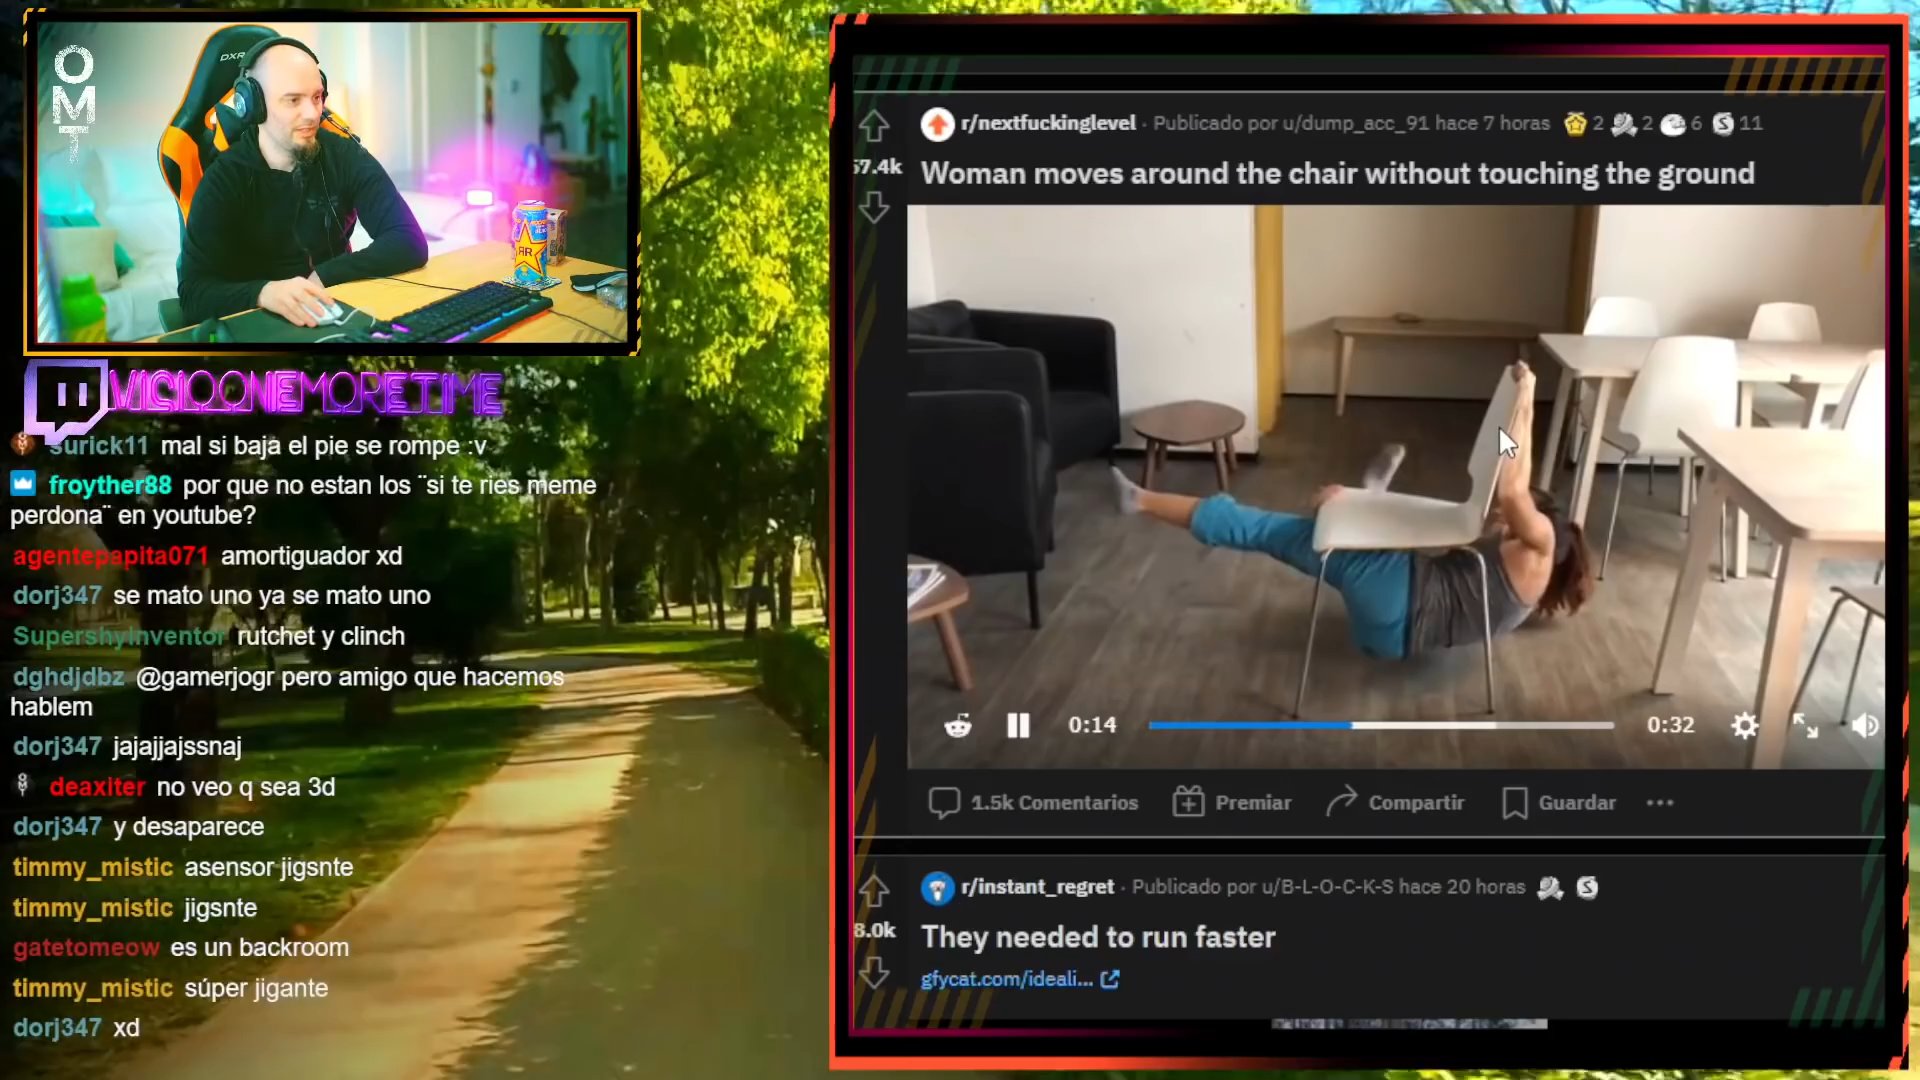 OMT
DXR
VICIOONEMORETIME
surick11 mal si baja el pie se rompe :v
froyther88 por que no estan los ¨si te ries meme
perdona¨ en youtube?
agentepapita071 amortiguador xd
dorj347 se mato uno ya se mato uno
Supershyinventor rutchet y clinch
dghdjdbz @gamerjogr pero amigo que hacemos
hablem
dorj347 jajajjajssnaj
deaxiter no veo q sea 3d
dorj347 y desaparece
timmy_mistic asensor jigsnte
timmy_mistic jigsnte
gatetomeow es un backroom
timmy_mistic súper jigante
dorj347 xd
r/nextfuckinglevel · Publicado por u/dump_acc_91 hace 7 horas 2 2 6 11
57.4k
Woman moves around the chair without touching the ground
0:14 0:32
1.5k Comentarios Premiar Compartir Guardar ...
r/instant_regret · Publicado por u/B-L-O-C-K-S hace 20 horas
8.0k
They needed to run faster
gfycat.com/ideali...